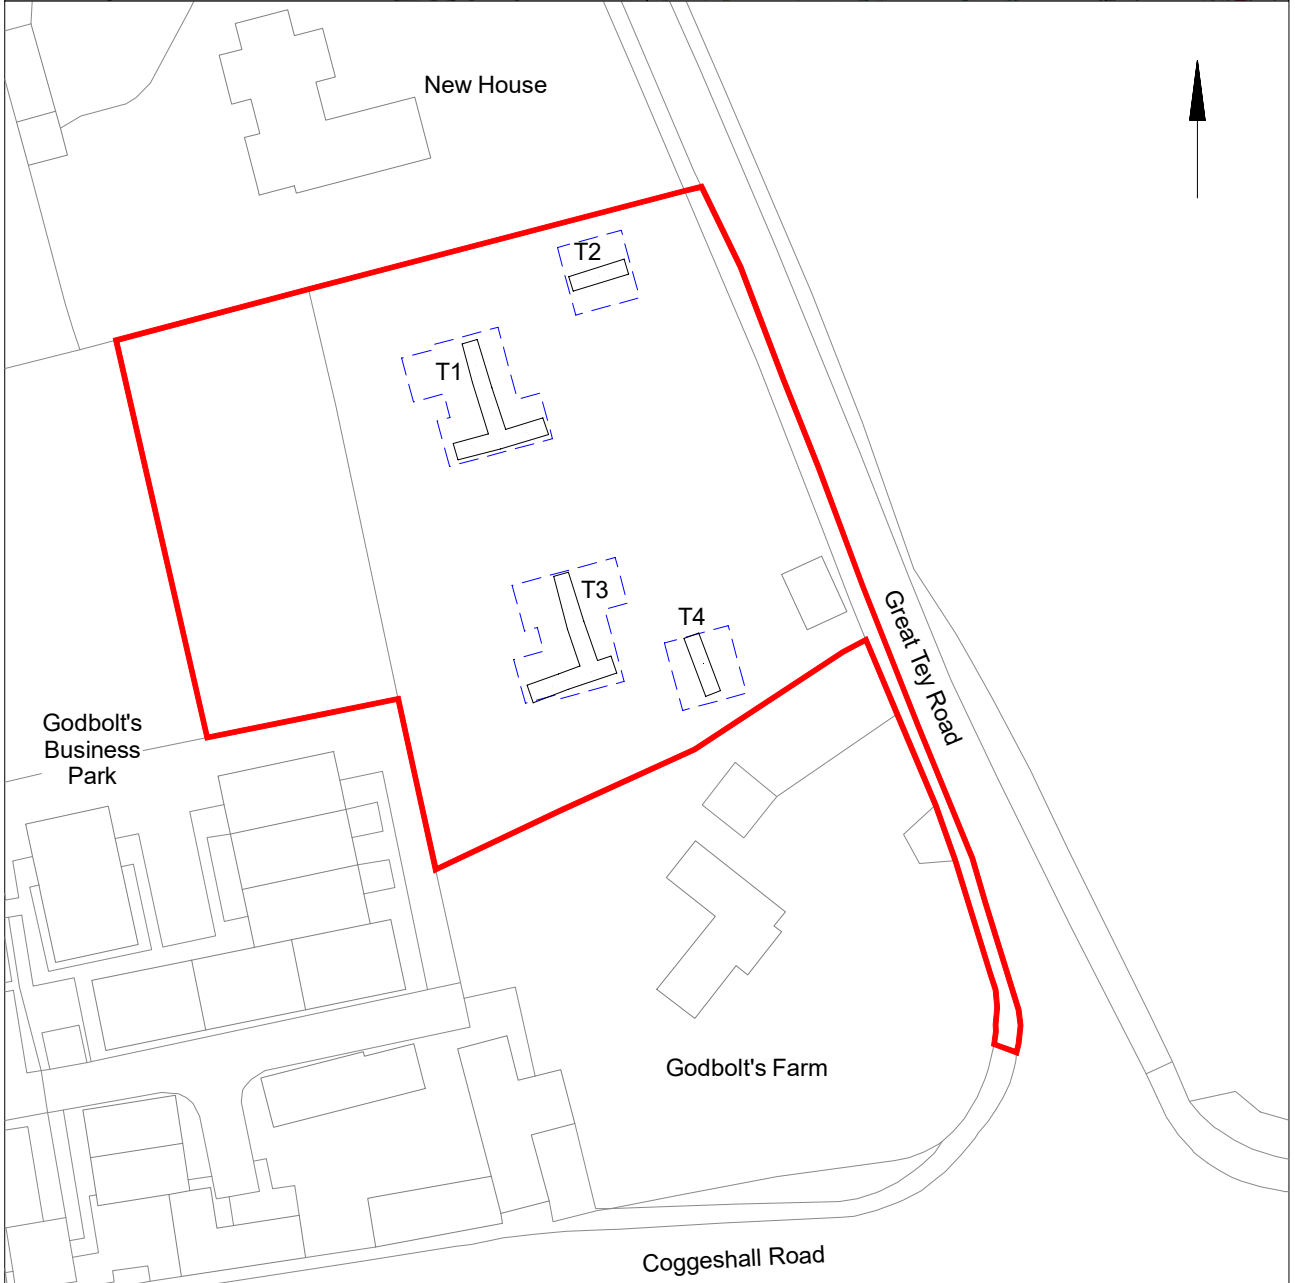 New House
T2
T1
T3
T4
Great Tey Road
Godbolt's
Business
Park
Godbolt's Farm
Coggeshall Road